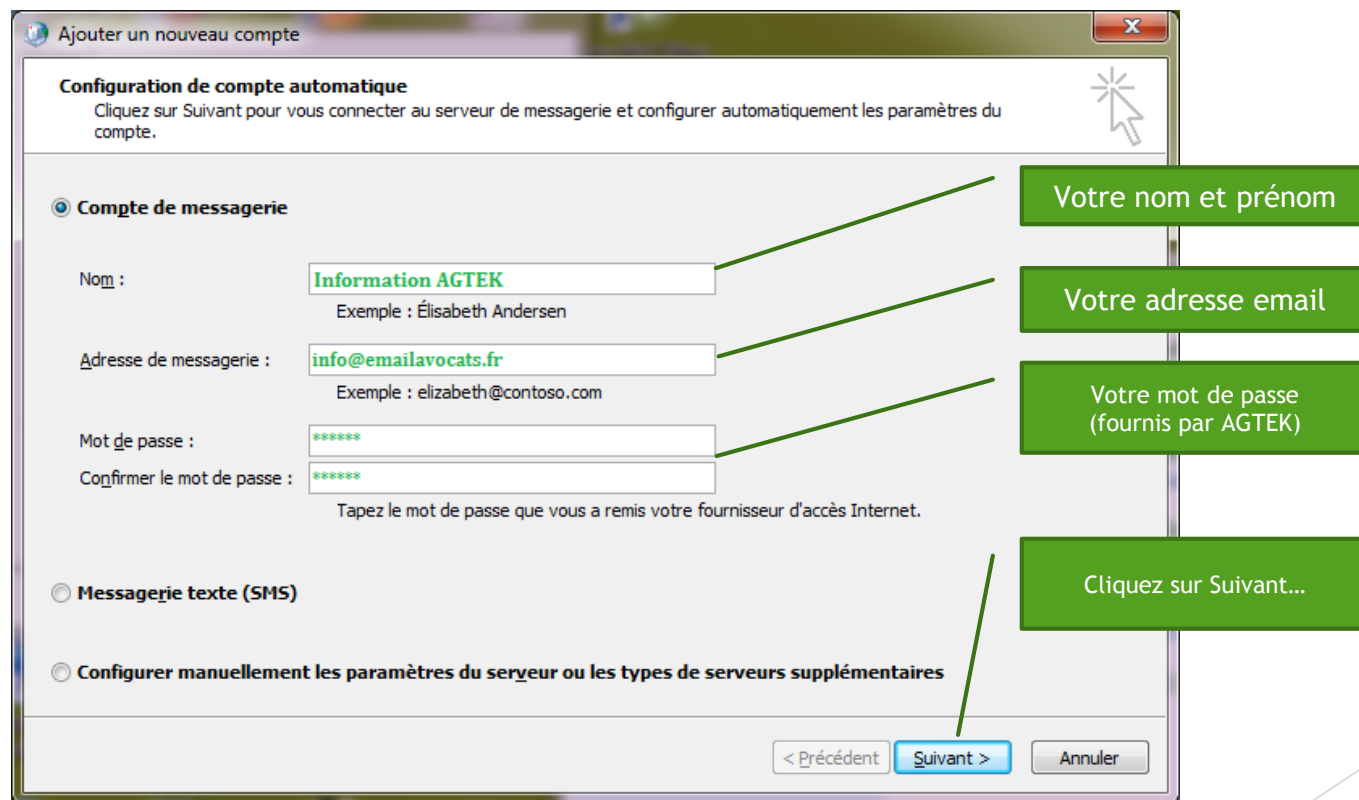 Ajouter un nouveau compte
Configuration de compte automatique
Cliquez sur Suivant pour vous connecter au serveur de messagerie et configurer automatiquement les paramètres du
compte.
Votre nom et prénom
Compte de messagerie
Nom :
Information AGTEK
Exemple : Élisabeth Andersen
Votre adresse email
Adresse de messagerie :
info@emailavocats.fr
Exemple : elizabeth@contoso.com
Votre mot de passe
(fournis par AGTEK)
Mot de passe :
******
Confirmer le mot de passe :
******
Tapez le mot de passe que vous a remis votre fournisseur d'accès Internet.
Cliquez sur Suivant...
Messagerie texte (SMS)
Configurer manuellement les paramètres du serveur ou les types de serveurs supplémentaires
< Précédent
Suivant >
Annuler